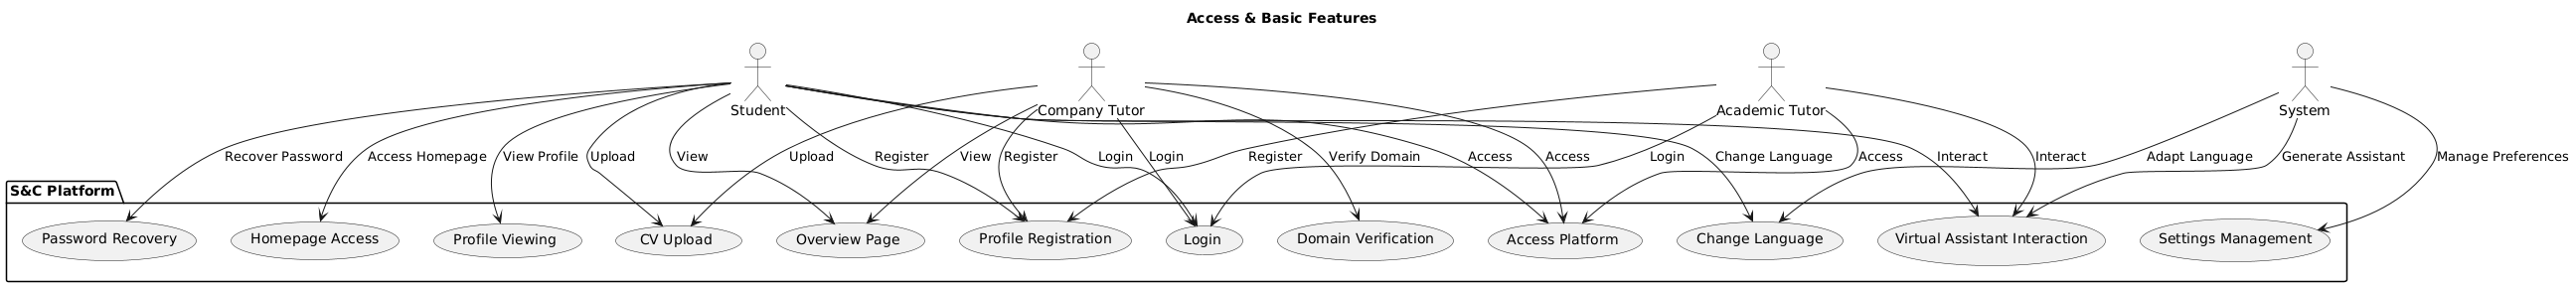 Access & Basic Features
Student
Company Tutor
Academic Tutor
System
Recover Password
Access Homepage
View Profile
Upload
View
Upload
Register
View
Register
Login
Login
Register
Verify Domain
Access
Access
Login
Change Language
Access
Interact
Interact
Adapt Language
Generate Assistant
Manage Preferences
S&C Platform
Password Recovery
Homepage Access
Profile Viewing
CV Upload
Overview Page
Profile Registration
Login
Domain Verification
Access Platform
Change Language
Virtual Assistant Interaction
Settings Management